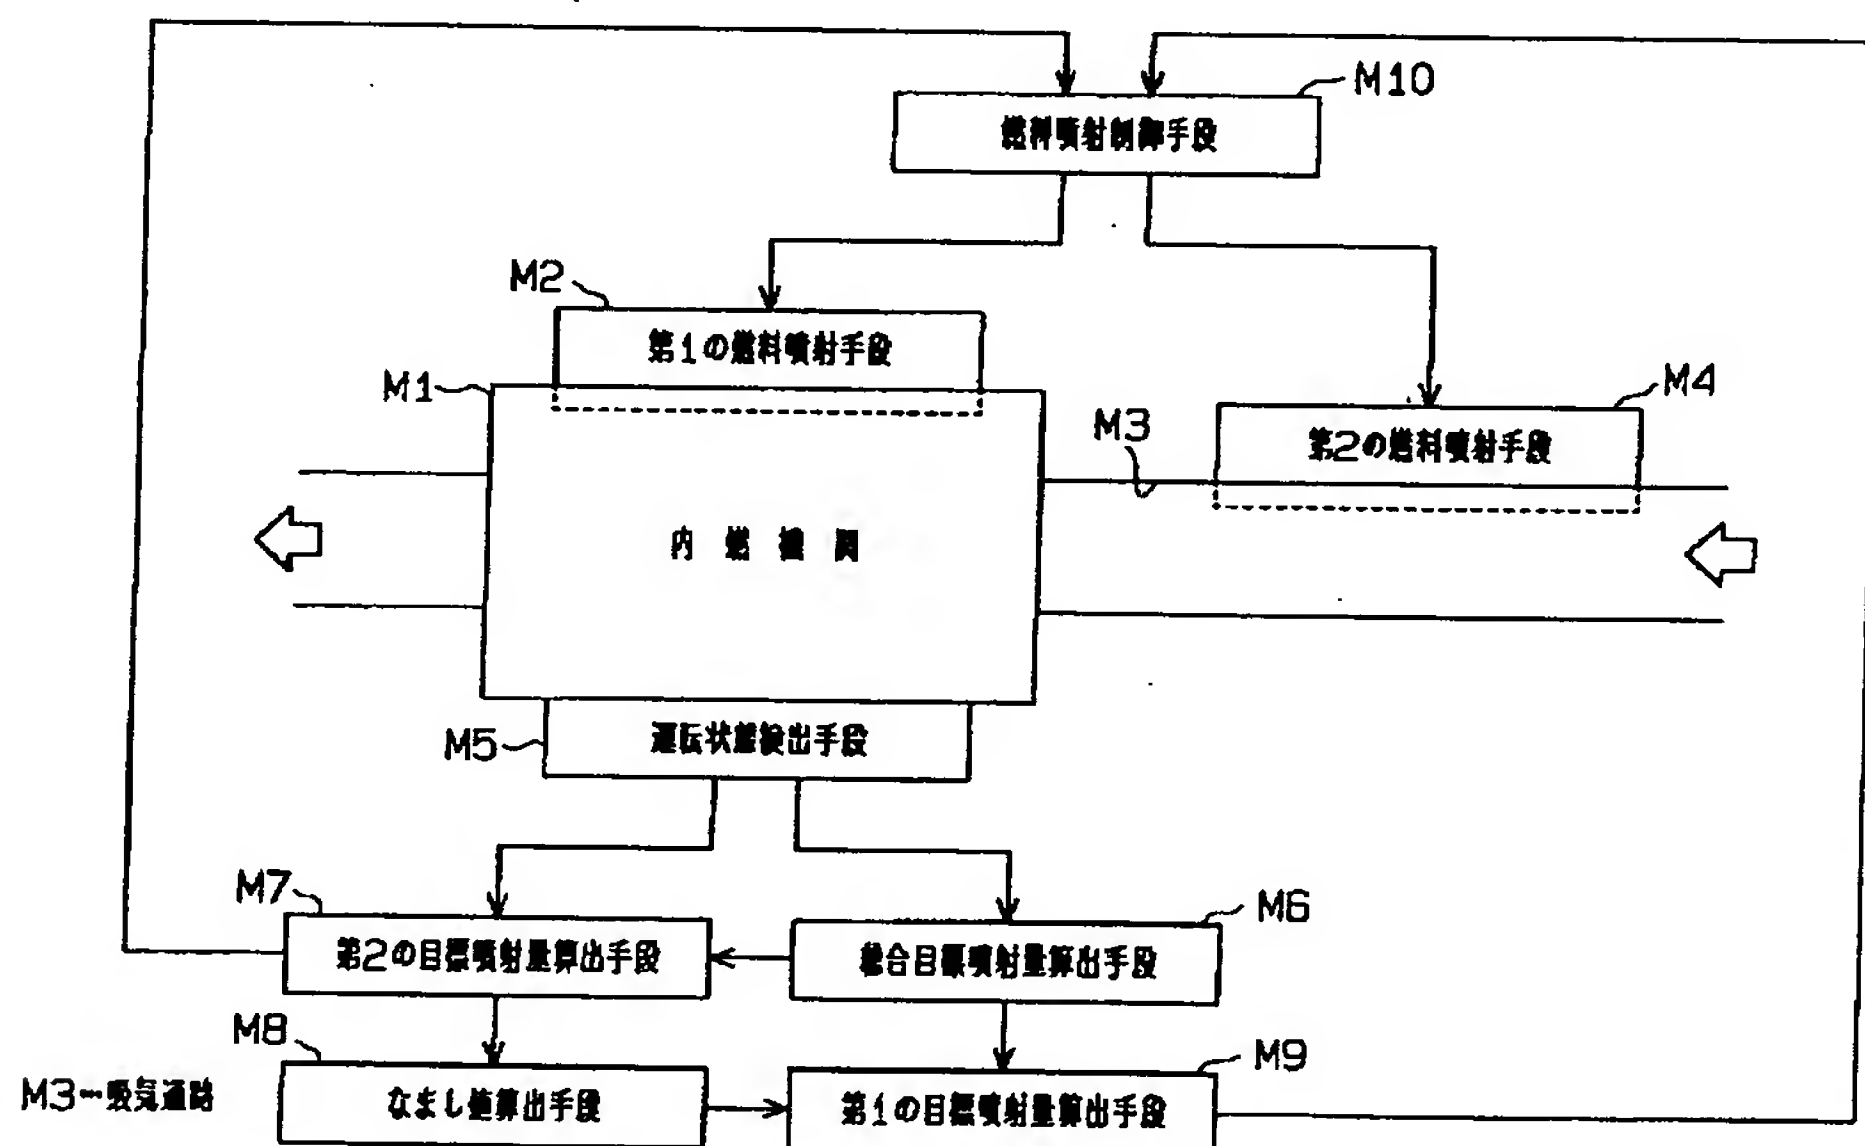 M10
燃料噴射制御手段
M2
第1の燃料噴射手段
M1
M4
M3
第2の燃料噴射手段
内燃機関
M5
運転状態検出手段
M7
M6
第2の目標噴射量算出手段
総合目標噴射量算出手段
M8
M9
M3…吸気通路
なまし値算出手段
第1の目標噴射量算出手段